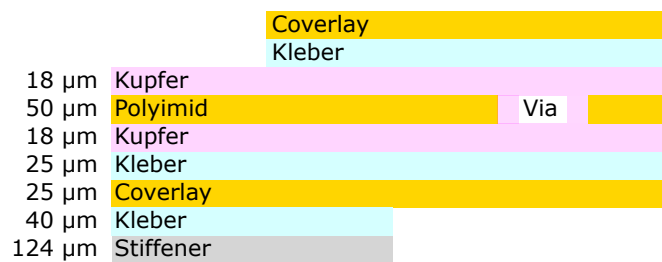 Coverlay
Kleber
18 µm Kupfer
50 µm Polyimid Via
18 µm Kupfer
25 µm Kleber
25 µm Coverlay
40 µm Kleber
124 µm Stiffener